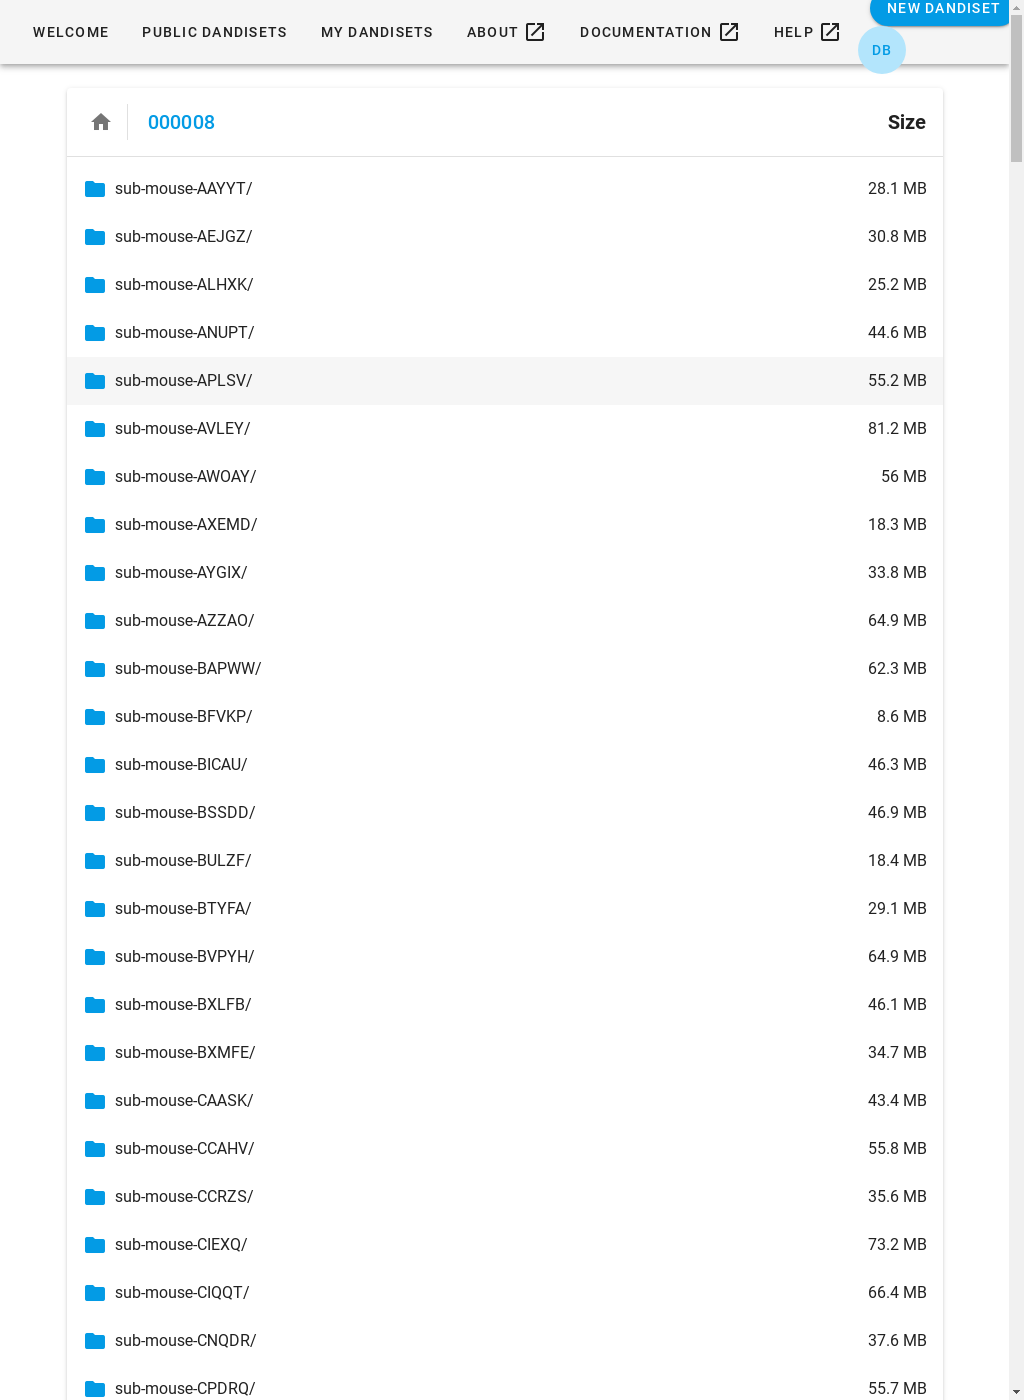 NEW DANDISET
WELCOME PUBLIC DANDISETS MY DANDISETS ABOUT DOCUMENTATION HELP
DB
000008 Size
sub-mouse-AAYYT/ 28.1 MB
sub-mouse-AEJGZ/ 30.8 MB
sub-mouse-ALHXK/ 25.2 MB
sub-mouse-ANUPT/ 44.6 MB
sub-mouse-APLSV/ 55.2 MB
sub-mouse-AVLEY/ 81.2 MB
sub-mouse-AWOAY/ 56 MB
sub-mouse-AXEMD/ 18.3 MB
sub-mouse-AYGIX/ 33.8 MB
sub-mouse-AZZAO/ 64.9 MB
sub-mouse-BAPWW/ 62.3 MB
sub-mouse-BFVKP/ 8.6 MB
sub-mouse-BICAU/ 46.3 MB
sub-mouse-BSSDD/ 46.9 MB
sub-mouse-BULZF/ 18.4 MB
sub-mouse-BTYFA/ 29.1 MB
sub-mouse-BVPYH/ 64.9 MB
sub-mouse-BXLFB/ 46.1 MB
sub-mouse-BXMFE/ 34.7 MB
sub-mouse-CAASK/ 43.4 MB
sub-mouse-CCAHV/ 55.8 MB
sub-mouse-CCRZS/ 35.6 MB
sub-mouse-CIEXQ/ 73.2 MB
sub-mouse-CIQQT/ 66.4 MB
sub-mouse-CNQDR/ 37.6 MB
sub-mouse-CPDRQ/ 55.7 MB